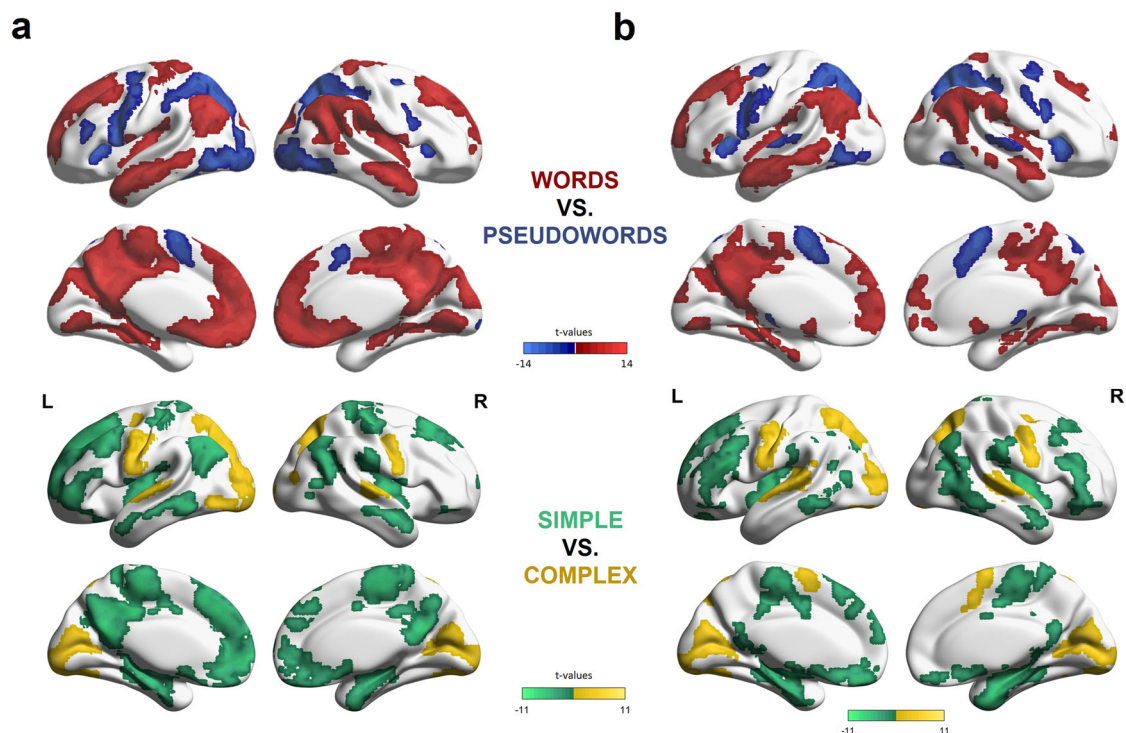 a
b
WORDS
VS.
PSEUDOWORDS
t-values
-14 14
L R
L R
SIMPLE
VS.
COMPLEX
t-values
-11 11
-11 11